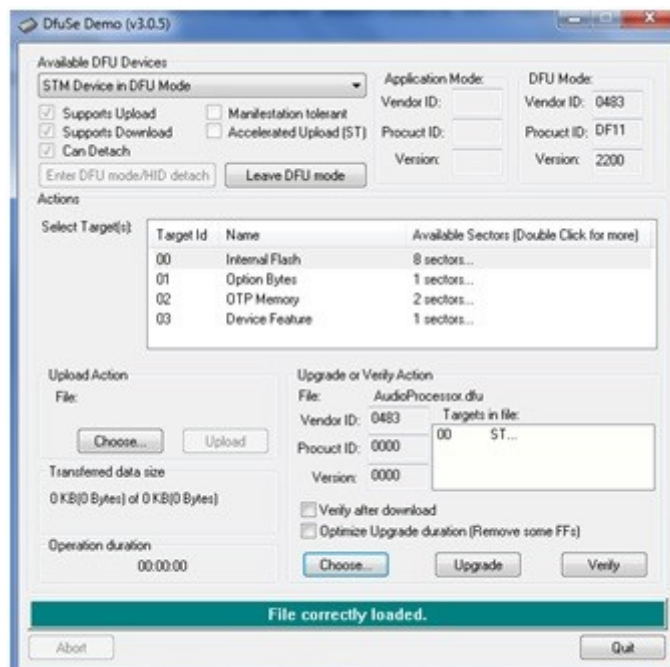 DfuSe Demo (v3.0.5)
Available DFU Devices
STM Device in DFU Mode
Supports Upload
Manifestation tolerant
Supports Download
Accelerated Upload (ST)
Can Detach
Enter DFU mode/HID detach
Leave DFU mode
Application Mode:
Vendor ID:
Procuct ID:
Version:
DFU Mode:
Vendor ID: 0483
Procuct ID: DF11
Version: 2200
Actions
Select Target(s):
Target Id Name Available Sectors (Double Click for more)
00 Internal Flash 8 sectors...
01 Option Bytes 1 sectors...
02 OTP Memory 2 sectors...
03 Device Feature 1 sectors...
Upload Action
File:
Choose...
Upload
Transferred data size
0 KB(0 Bytes) of 0 KB(0 Bytes)
Operation duration
00:00:00
Upgrade or Verify Action
File: AudioProcessor.dfu
Vendor ID: 0483
Procuct ID: 0000
Version: 0000
Targets in file:
00 ST...
Verify after download
Optimize Upgrade duration (Remove some FFs)
Choose...
Upgrade
Verify
File correctly loaded.
Abort
Quit